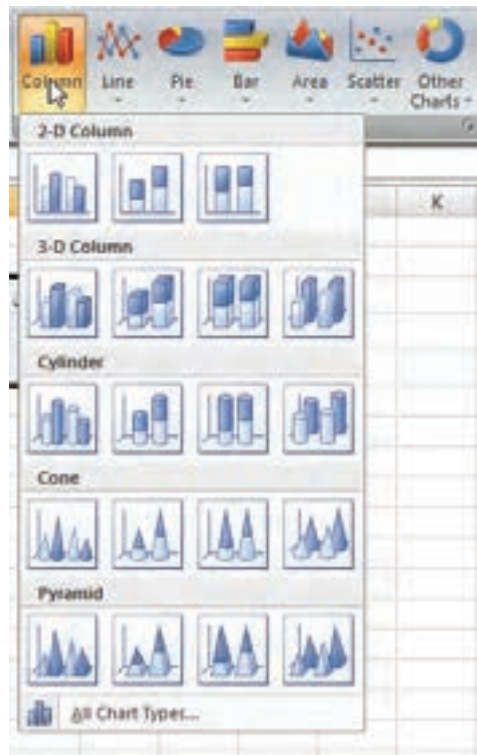 Column Line Pie Bar Area Scatter Other
Charts
2-D Column
K
3-D Column
Cylinder
Cone
Pyramid
All Chart Types...